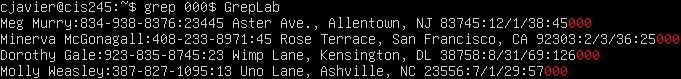 cjavier@cis245:~$ grep 000$ GrepLab
Meg Murry:834-938-8376:23445 Aster Ave., Allentown, NJ 83745:12/1/38:45000
Minerva McGonagall:408-233-8971:45 Rose Terrace, San Francisco, CA 92303:2/3/36:25000
Dorothy Gale:923-835-8745:23 Wimp Lane, Kensington, DL 38758:8/31/69:126000
Molly Weasley:387-827-1095:13 Uno Lane, Ashville, NC 23556:7/1/29:57000